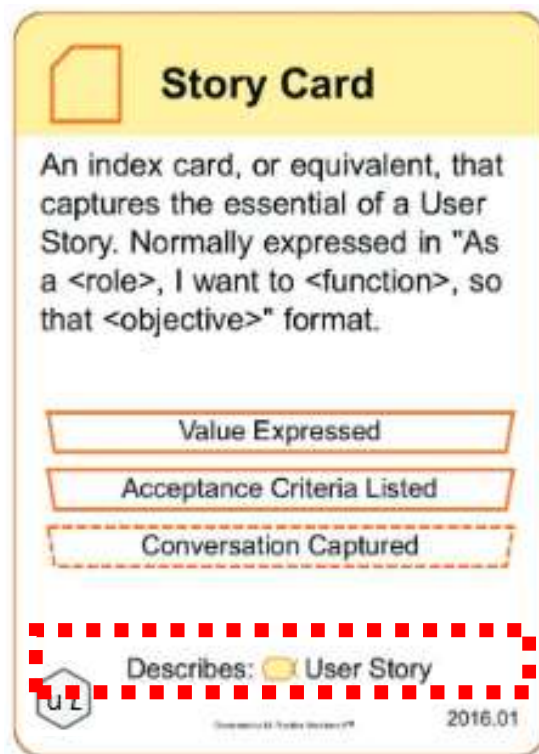 Story Card
An index card, or equivalent, that
captures the essential of a User
Story. Normally expressed in "As
a <role>, I want to <function>, so
that <objective>" format.
Value Expressed
Acceptance Criteria Listed
Conversation Captured
Describes: User Story
2016.01